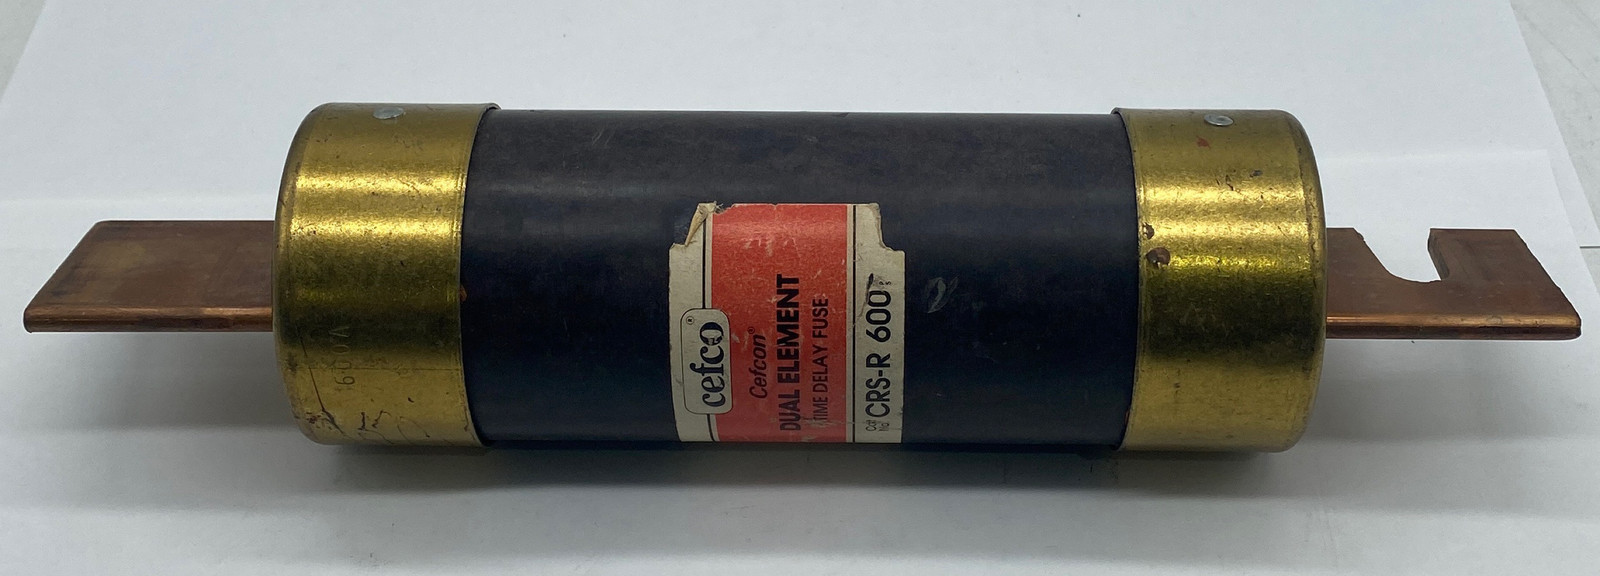 cefco®
Cefcon®
DUAL ELEMENT
TIME DELAY FUSE
CRS-R 600
600A